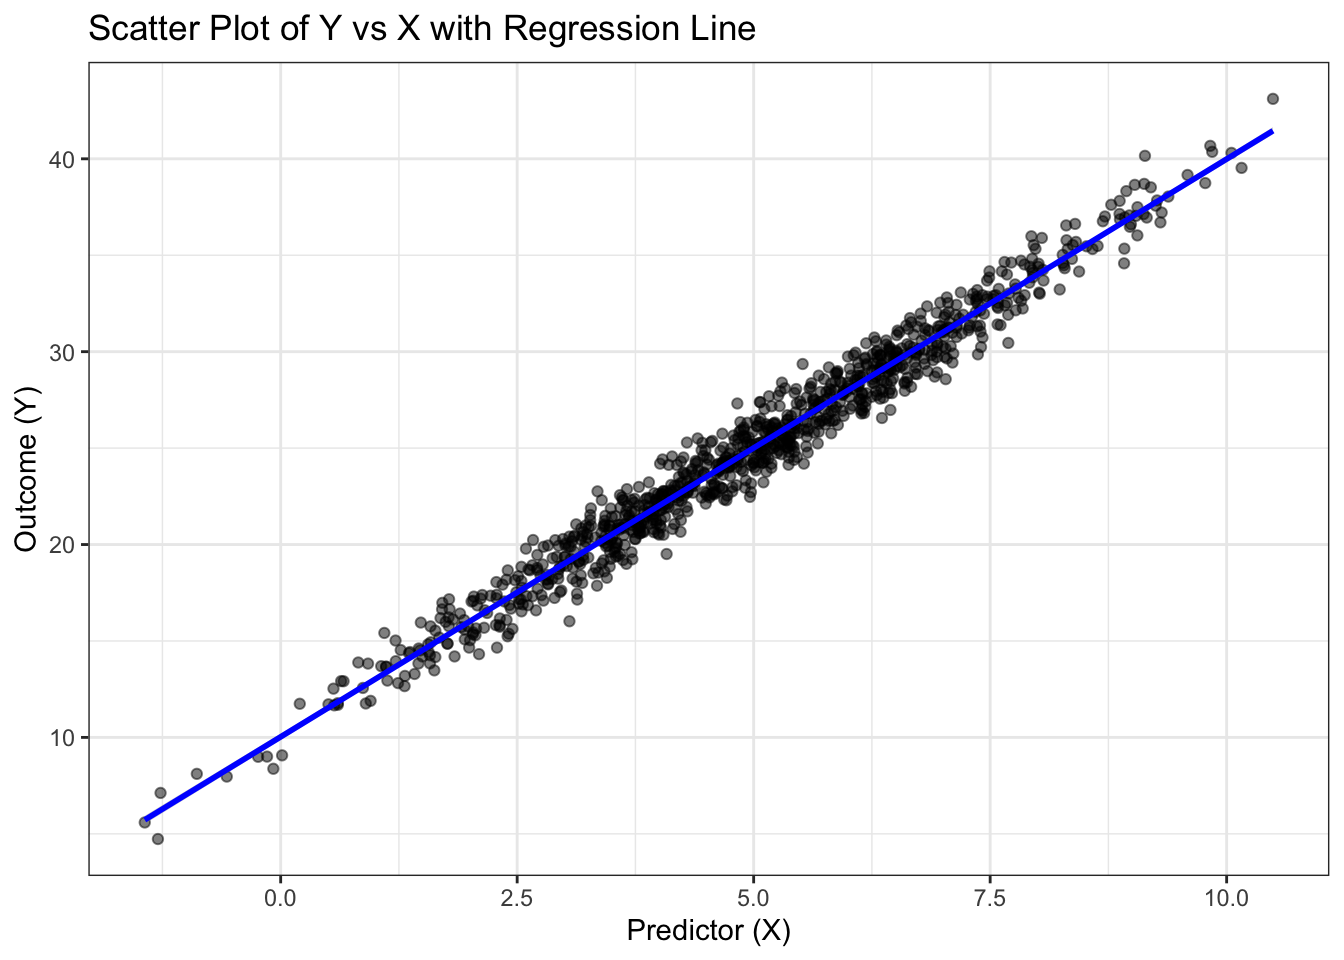 Scatter Plot of Y vs X with Regression Line
Outcome (Y)
40
30
20
10
0.0 2.5 5.0 7.5 10.0
Predictor (X)